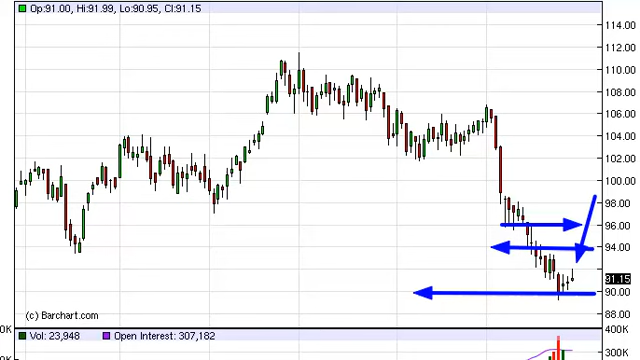 Op:91.00, Hi:91.99, Lo:90.95, Cl:91.15
114.00
112.00
110.00
108.00
106.00
104.00
102.00
100.00
98.00
96.00
94.00
91.15
90.00
88.00
(c) Barchart.com
Vol: 23,948 Open Interest: 307,182
400K
300K